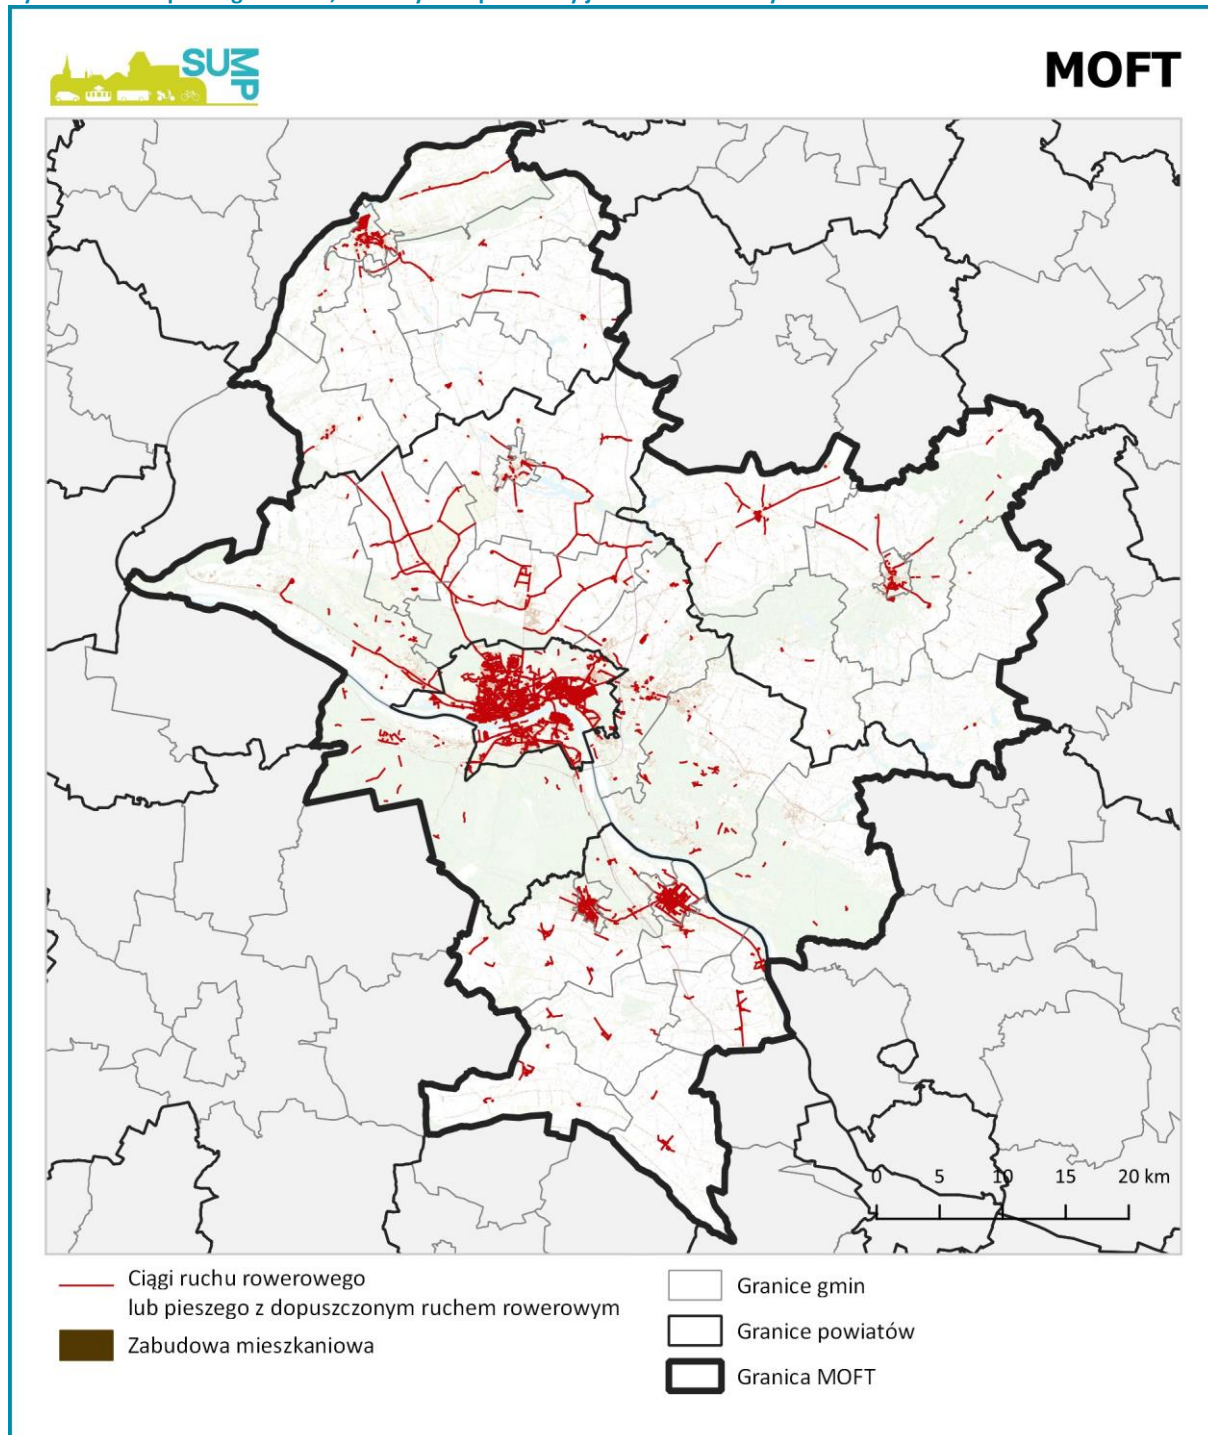 SUMP
MOFT
0 5 10 15 20 km
Ciągi ruchu rowerowego
lub pieszego z dopuszczonym ruchem rowerowym
Zabudowa mieszkaniowa
Granice gmin
Granice powiatów
Granica MOFT